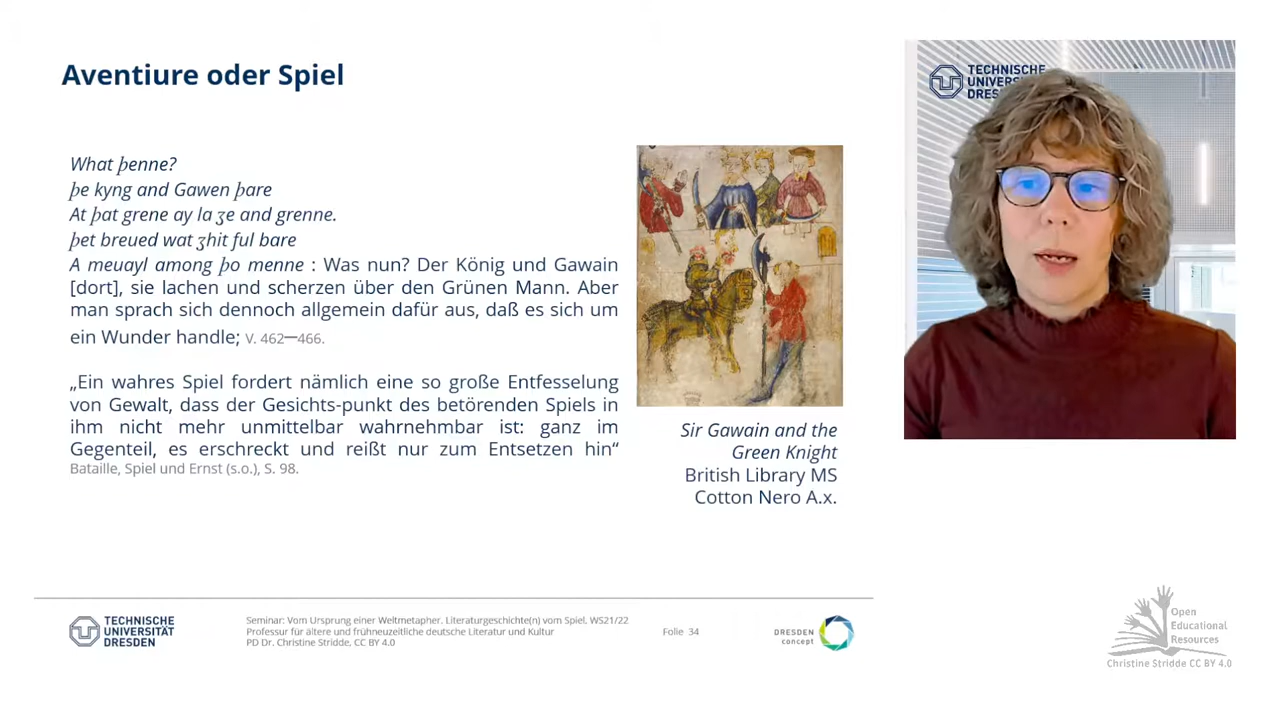 Aventiure oder Spiel
What þenne?
þe kyng and Gawen þare
At þat grene ay la ȝe and grenne.
þet breued wat ȝhit ful bare
A meuayl among þo menne : Was nun? Der König und Gawain
[dort], sie lachen und scherzen über den Grünen Mann. Aber
man sprach sich dennoch allgemein dafür aus, daß es sich um
ein Wunder handle; V. 462–466.
„Ein wahres Spiel fordert nämlich eine so große Entfesselung
von Gewalt, dass der Gesichts-punkt des betörenden Spiels in
ihm nicht mehr unmittelbar wahrnehmbar ist: ganz im
Gegenteil, es erschreckt und reißt nur zum Entsetzen hin“
Bataille, Spiel und Ernst (s.o.), S. 98.
Sir Gawain and the
Green Knight
British Library MS
Cotton Nero A.x.
TECHNISCHE
UNIVERS
DRES
TECHNISCHE
UNIVERSITÄT
DRESDEN
Seminar: Vom Ursprung einer Weltmetapher. Literaturgeschichte(n) vom Spiel. WS21/22
Professur für ältere und frühneuzeitliche deutsche Literatur und Kultur
PD Dr. Christine Stridde, CC BY 4.0
Folie 34
DRESDEN
concept
Open
Educational
Resources
Christine Stridde CC BY 4.0